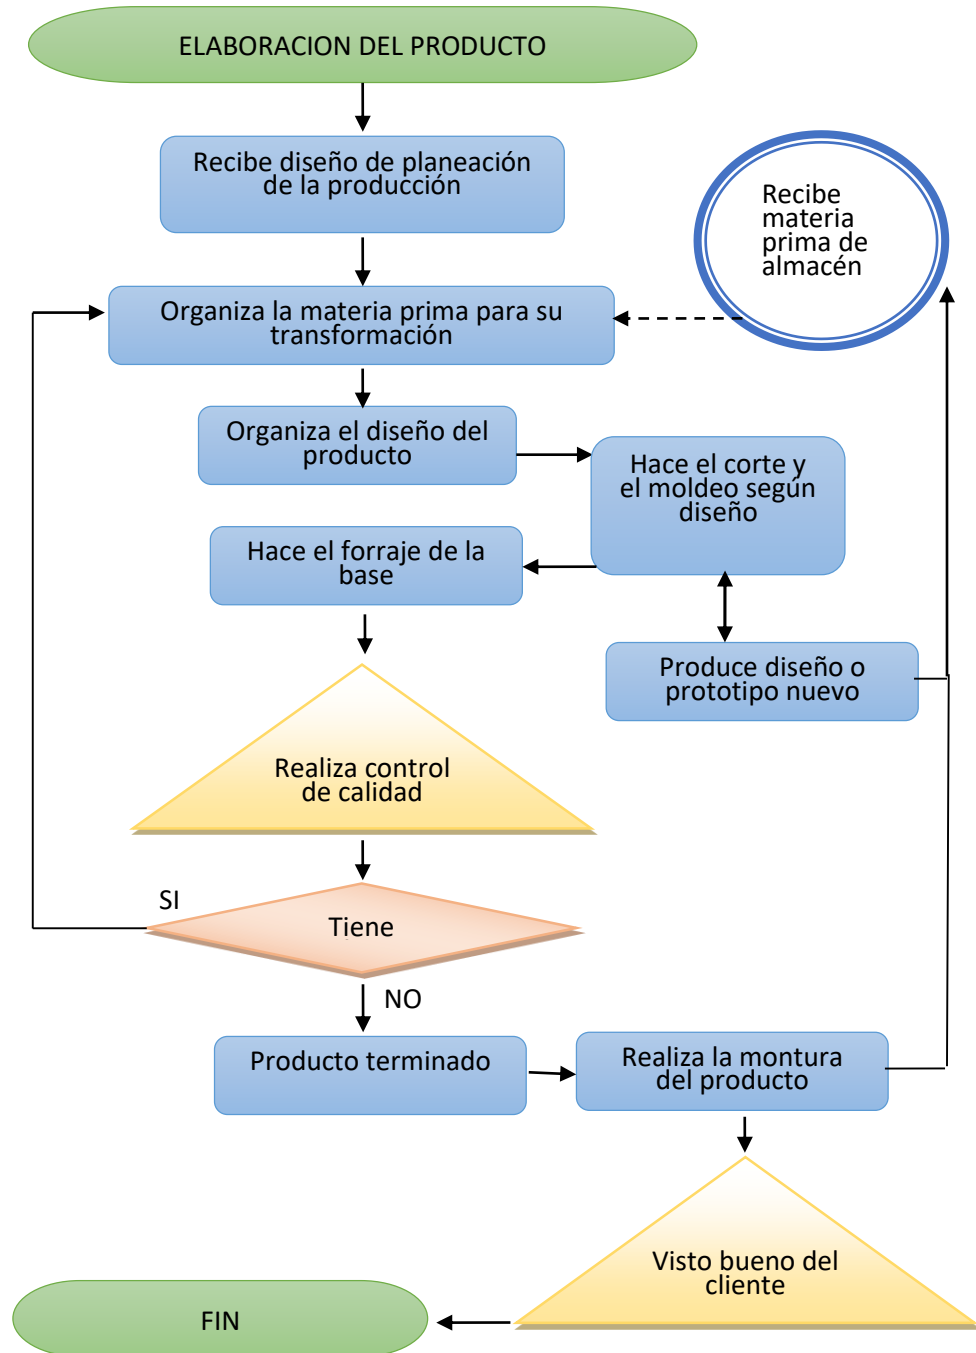 ELABORACION DEL PRODUCTO
Recibe diseño de planeación
de la producción
Recibe
materia
prima de
almacén
Organiza la materia prima para su
transformación
Organiza el diseño del
producto
Hace el corte y
el moldeo según
diseño
Hace el forraje de la
base
Produce diseño o
prototipo nuevo
Realiza control
de calidad
SI
Tiene
NO
Producto terminado
Realiza la montura
del producto
Visto bueno del
cliente
FIN